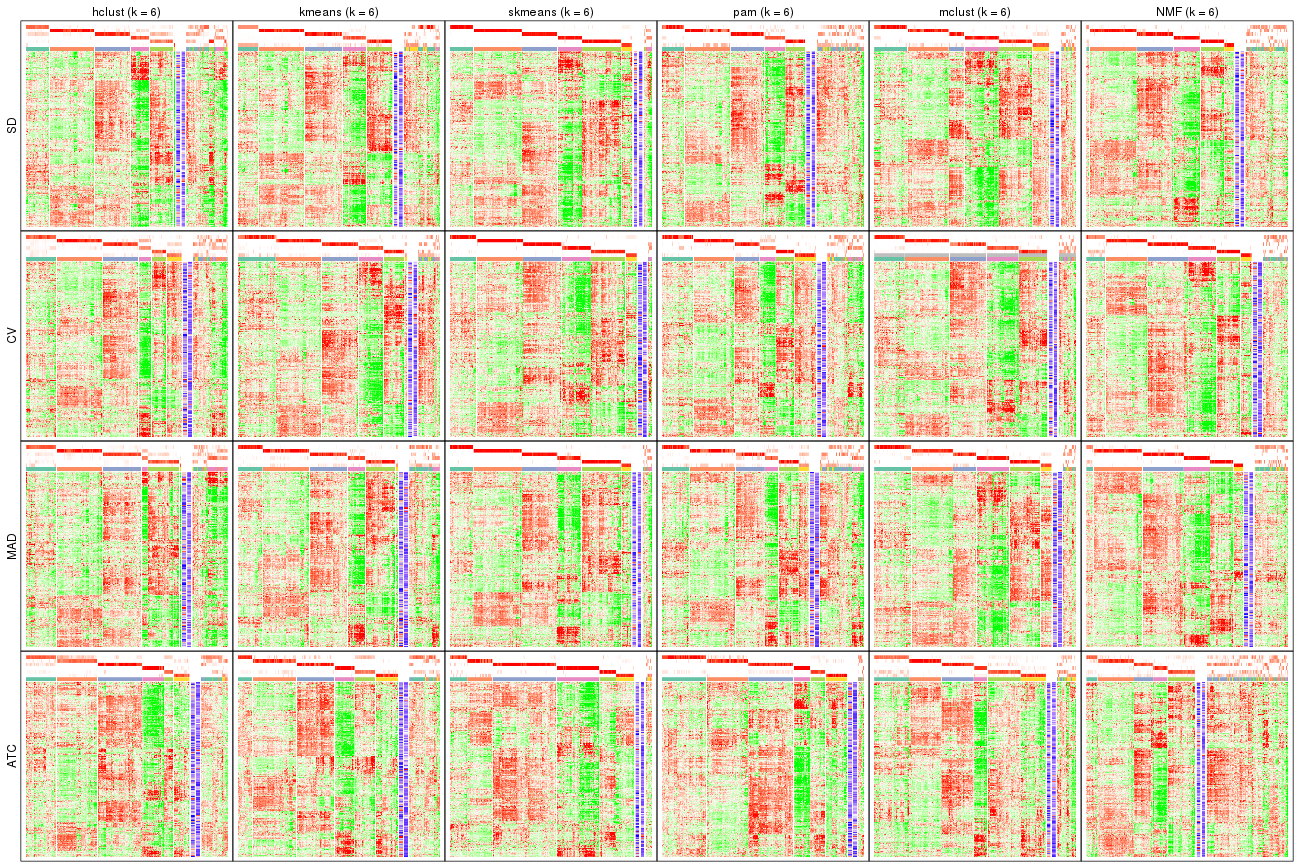 hclust (k = 6)
kmeans (k = 6)
skmeans (k = 6)
pam (k = 6)
mclust (k = 6)
NMF (k = 6)
SD
CV
MAD
ATC